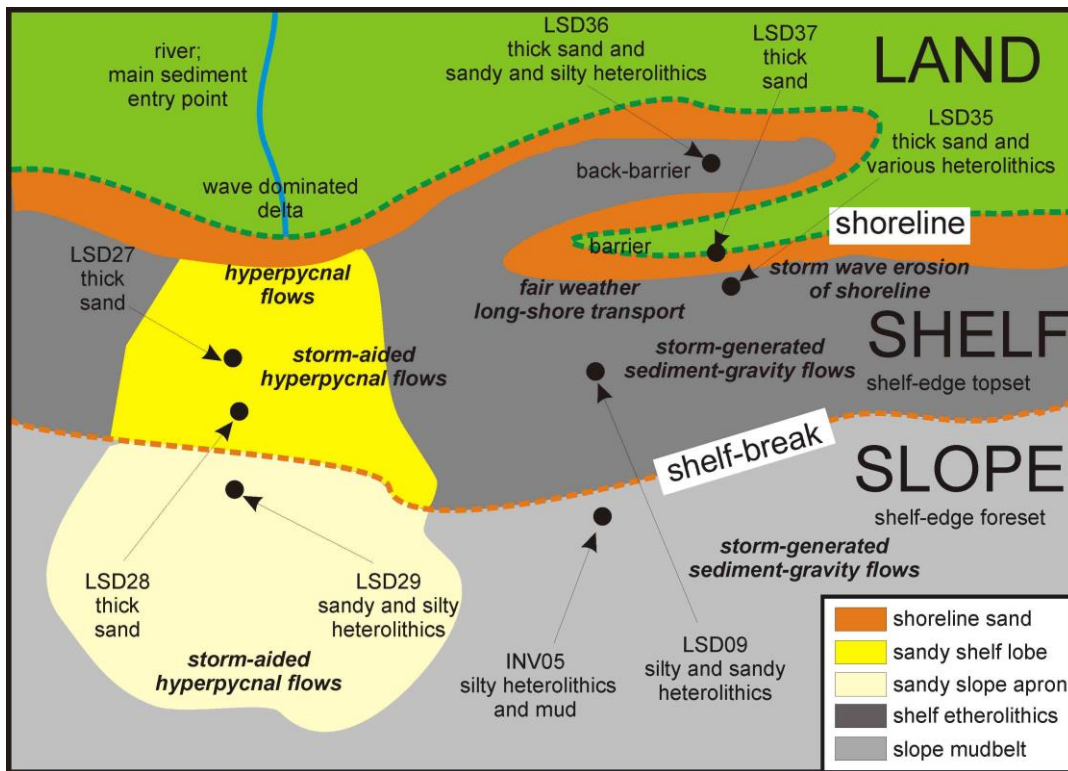 river;
main sediment
entry point
LSD36
thick sand and
sandy and silty heterolithics
LSD37
thick
sand
LAND
LSD35
thick sand and
various heterolithics
back-barrier
wave dominated
delta
shoreline
barrier
LSD27
thick
sand
hyperpycnal
flows
fair weather
long-shore transport
storm wave erosion
of shoreline
storm-aided
hyperpycnal flows
storm-generated
sediment-gravity flows
SHELF
shelf-edge topset
shelf-break
SLOPE
shelf-edge foreset
storm-generated
sediment-gravity flows
LSD28
thick
sand
LSD29
sandy and silty
heterolithics
storm-aided
hyperpycnal flows
INV05
silty heterolithics
and mud
LSD09
silty and sandy
heterolithics
shoreline sand
sandy shelf lobe
sandy slope apron
shelf etherolithics
slope mudbelt